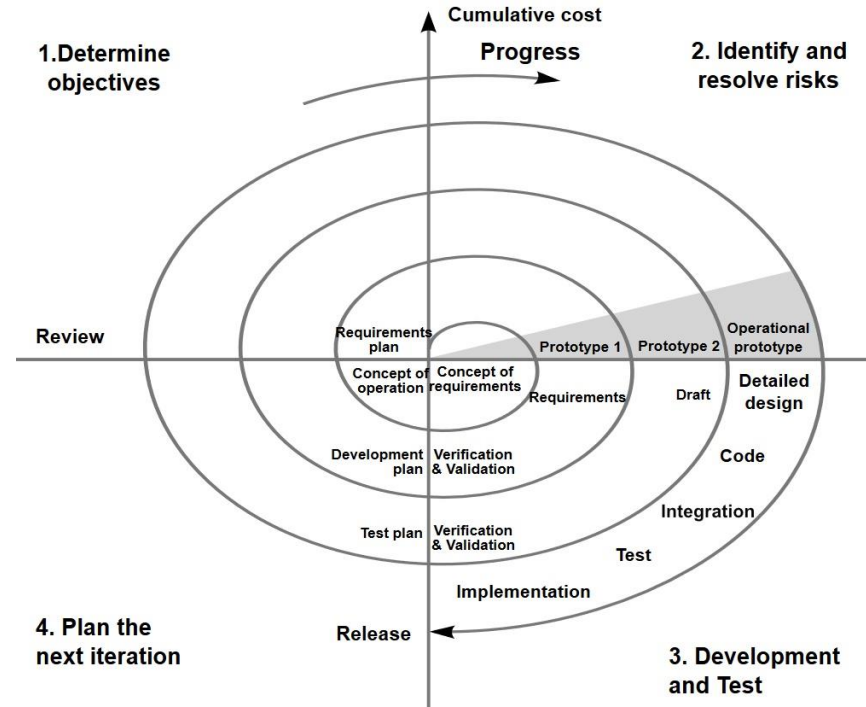 Cumulative cost
1.Determine
objectives
Progress
2. Identify and
resolve risks
Review
Requirements
plan
Prototype 1
Prototype 2
Operational
prototype
Concept of
operation
Concept of
requirements
Requirements
Draft
Detailed
design
Development
plan
Verification
& Validation
Code
Integration
Test plan
Verification
& Validation
Test
Implementation
4. Plan the
next iteration
Release
3. Development
and Test